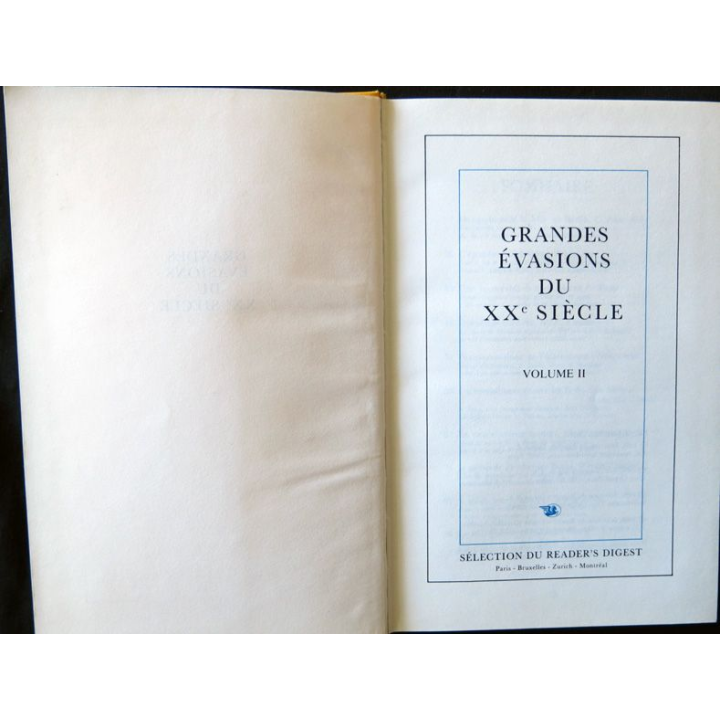 GRANDES
ÉVASIONS
DU
XXe SIÈCLE
VOLUME II
SÉLECTION DU READER'S DIGEST
Paris - Bruxelles - Zurich - Montréal